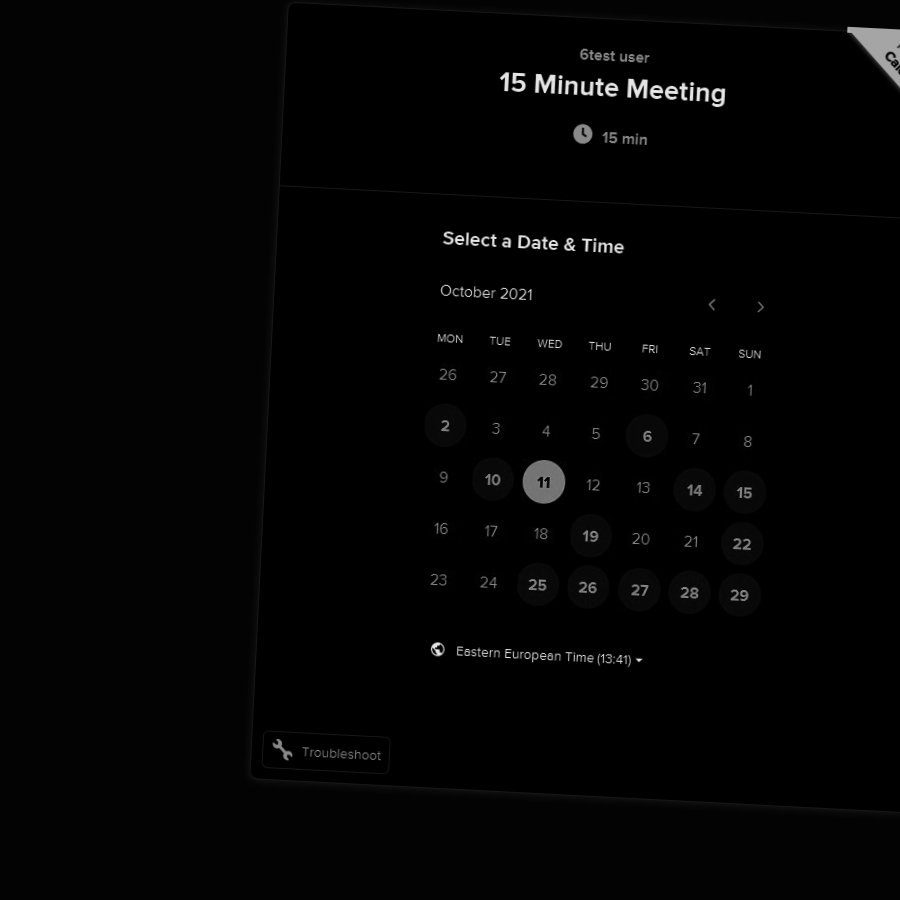 6test user
15 Minute Meeting
15 min
Select a Date & Time
October 2021
MON TUE WED THU FRI SAT SUN
26 27 28 29 30 31 1
2 3 4 5 6 7 8
9 10 11 12 13 14 15
16 17 18 19 20 21 22
23 24 25 26 27 28 29
Eastern European Time (13:41)
Troubleshoot